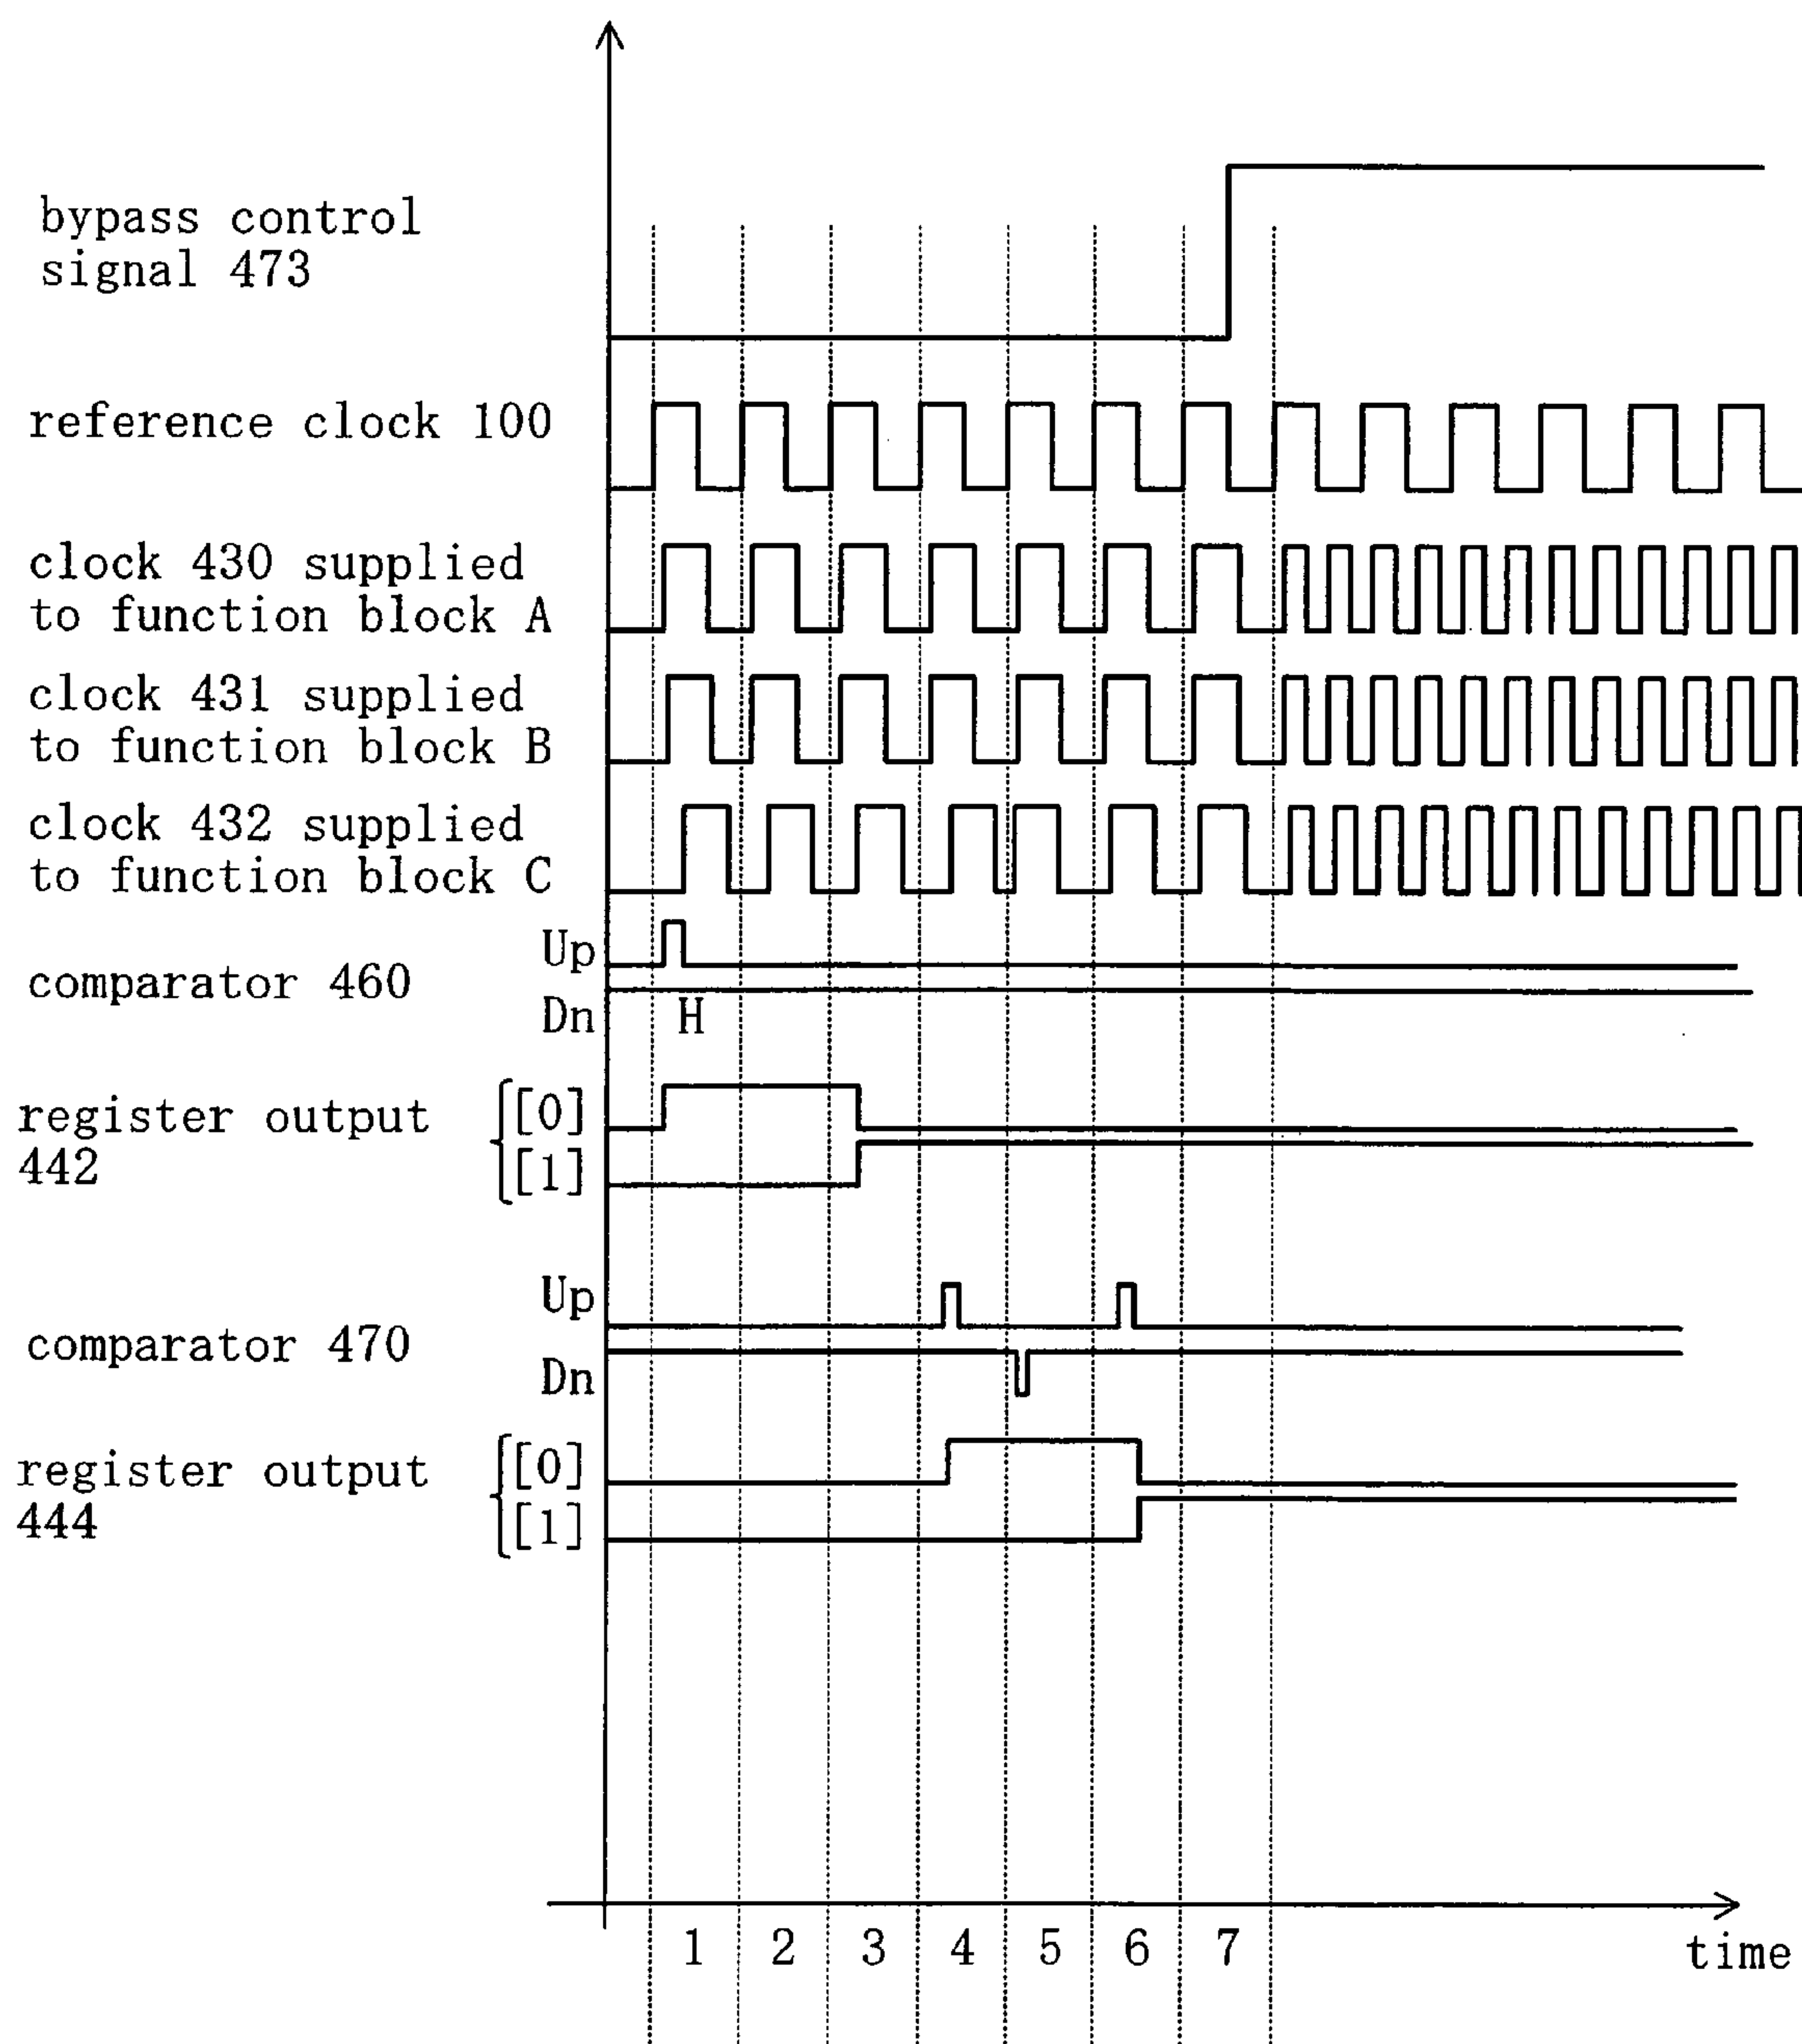 bypass control
signal 473
reference clock 100
clock 430 supplied
to function block A
clock 431 supplied
to function block B
clock 432 supplied
to function block C
Up
comparator 460
Dn
H
register output
442
[0]
[1]
Up
comparator 470
Dn
register output
444
[0]
[1]
1 2 3 4 5 6 7
time